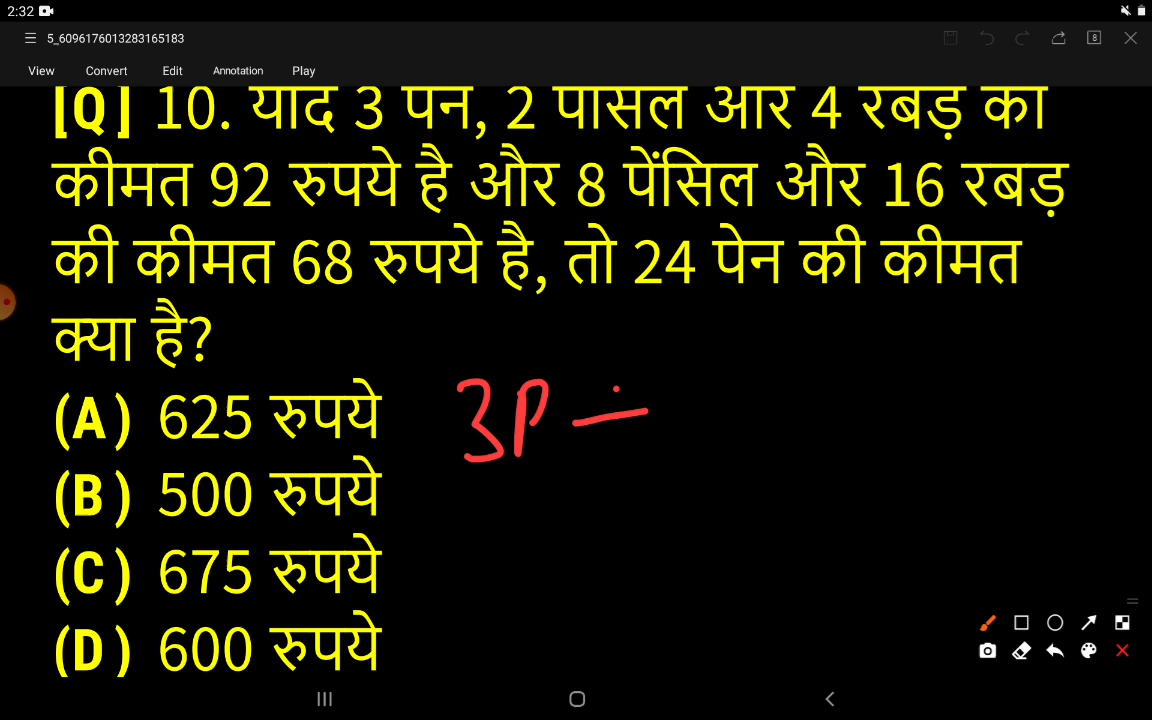 2:32
5_6096176013283165183
8
View Convert Edit Annotation Play
[Q] 10. यदि 3 पेन, 2 पेंसिल और 4 रबड़ की
कीमत 92 रुपये है और 8 पेंसिल और 16 रबड़
की कीमत 68 रुपये है, तो 24 पेन की कीमत
क्या है?
(A) 625 रुपये
3P
(B) 500 रुपये
(C) 675 रुपये
(D) 600 रुपये